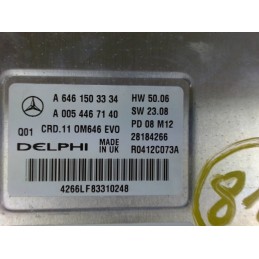 A 646 150 33 34 HW 50.06
A 005 446 71 40 SW 23.08
CRD.11 OM646 EVO PD 08 M12
Q01 28184266
DELPHI MADE IN UK R0412C073A
4266LF83310248